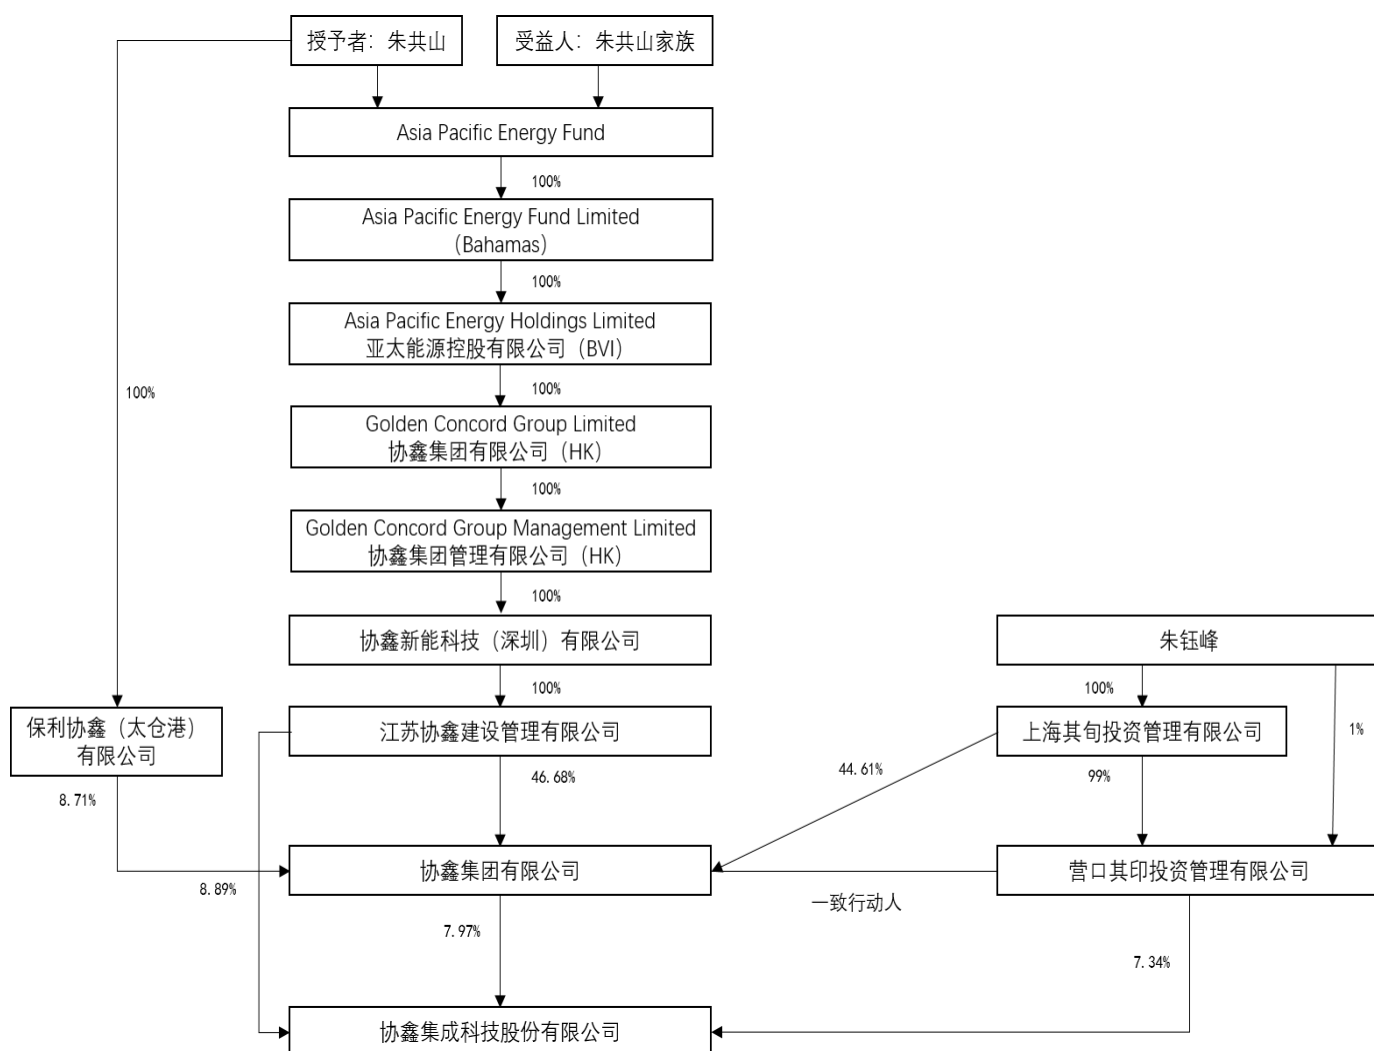 授予者：朱共山
受益人：朱共山家族
Asia Pacific Energy Fund
100%
Asia Pacific Energy Fund Limited
（Bahamas）
100%
Asia Pacific Energy Holdings Limited
亚太能源控股有限公司（BVI）
100%
100%
Golden Concord Group Limited
协鑫集团有限公司（HK）
100%
Golden Concord Group Management Limited
协鑫集团管理有限公司（HK）
100%
协鑫新能科技（深圳）有限公司
朱钰峰
100%
100%
保利协鑫（太仓港）
有限公司
江苏协鑫建设管理有限公司
上海其旬投资管理有限公司
1%
8.71%
46.68%
44.61%
99%
协鑫集团有限公司
营口其印投资管理有限公司
8.89%
一致行动人
7.97%
7.34%
协鑫集成科技股份有限公司